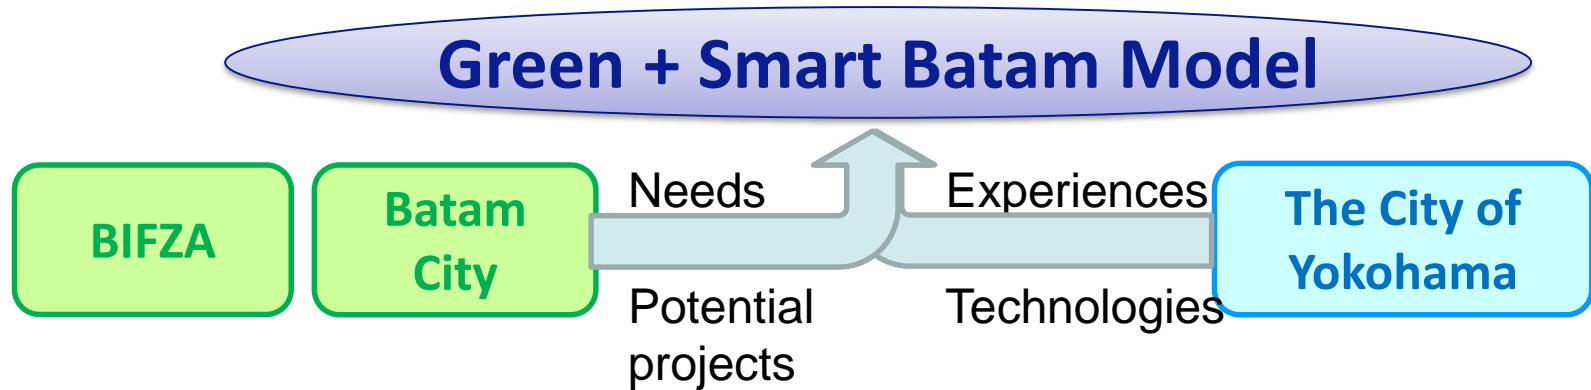 Green + Smart Batam Model
BIFZA
Batam
City
Needs
Potential
projects
Experiences
Technologies
The City of
Yokohama